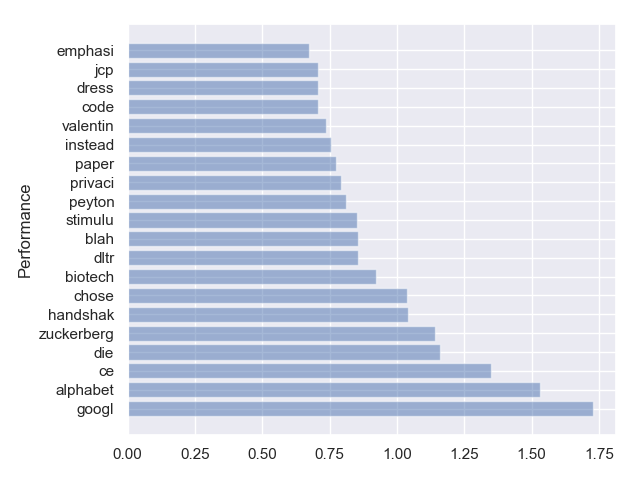 emphasi
jcp
dress
code
valentin
instead
paper
privaci
peyton
stimulu
blah
dltr
biotech
chose
handshak
zuckerberg
die
ce
alphabet
googl
Performance
0.00 0.25 0.50 0.75 1.00 1.25 1.50 1.75